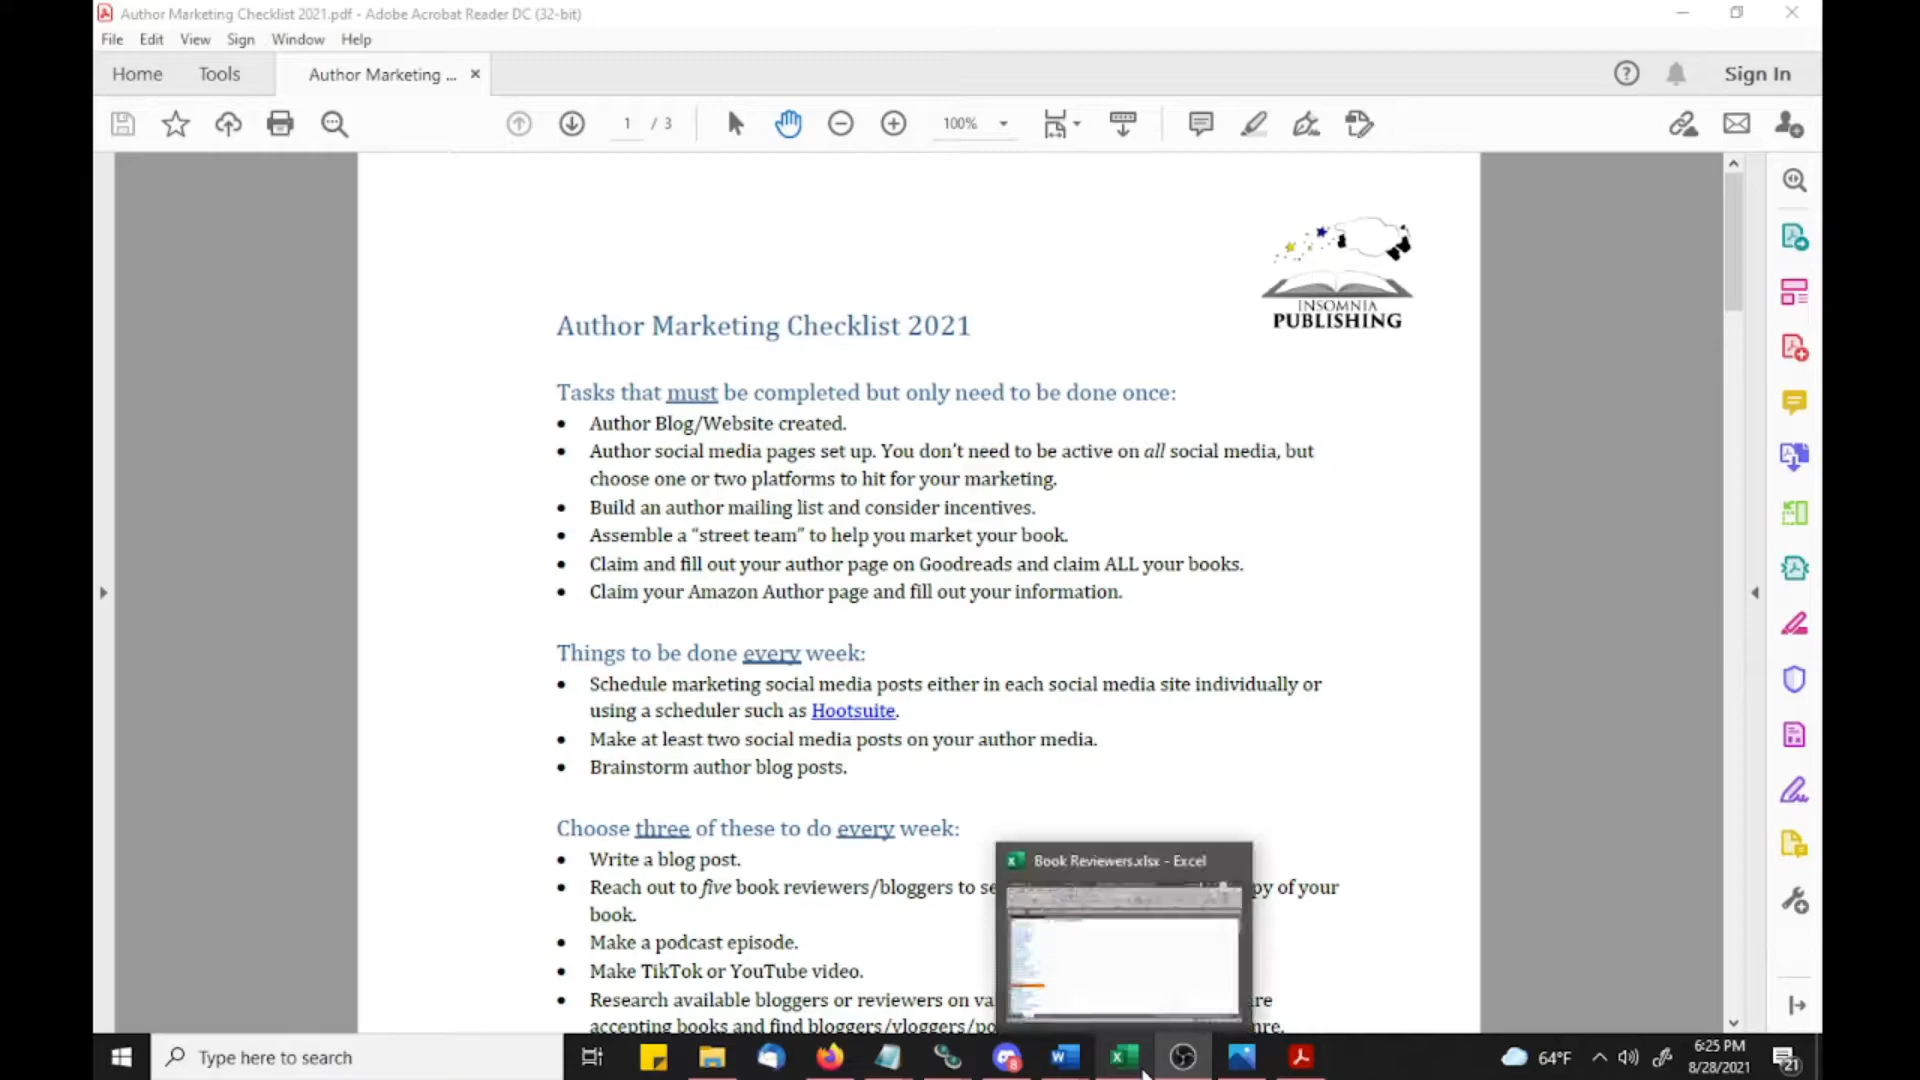 Author Marketing Checklist 2021.pdf - Adobe Acrobat Reader DC (32-bit)
File Edit View Sign Window Help
Home Tools Author Marketing ... × Sign In
1 / 3 100%
INSOMNIA
PUBLISHING
Author Marketing Checklist 2021
Tasks that must be completed but only need to be done once:
• Author Blog/Website created.
• Author social media pages set up. You don't need to be active on all social media, but
choose one or two platforms to hit for your marketing.
• Build an author mailing list and consider incentives.
• Assemble a “street team” to help you market your book.
• Claim and fill out your author page on Goodreads and claim ALL your books.
• Claim your Amazon Author page and fill out your information.
Things to be done every week:
• Schedule marketing social media posts either in each social media site individually or
using a scheduler such as Hootsuite.
• Make at least two social media posts on your author media.
• Brainstorm author blog posts.
Choose three of these to do every week:
• Write a blog post.
• Reach out to five book reviewers/bloggers to se py of your
book.
• Make a podcast episode.
• Make TikTok or YouTube video.
• Research available bloggers or reviewers on va re
accepting books and find bloggers/vloggers/po nre.
Book Reviewers.xlsx - Excel
Type here to search
8
64°F
6:25 PM
8/28/2021
21